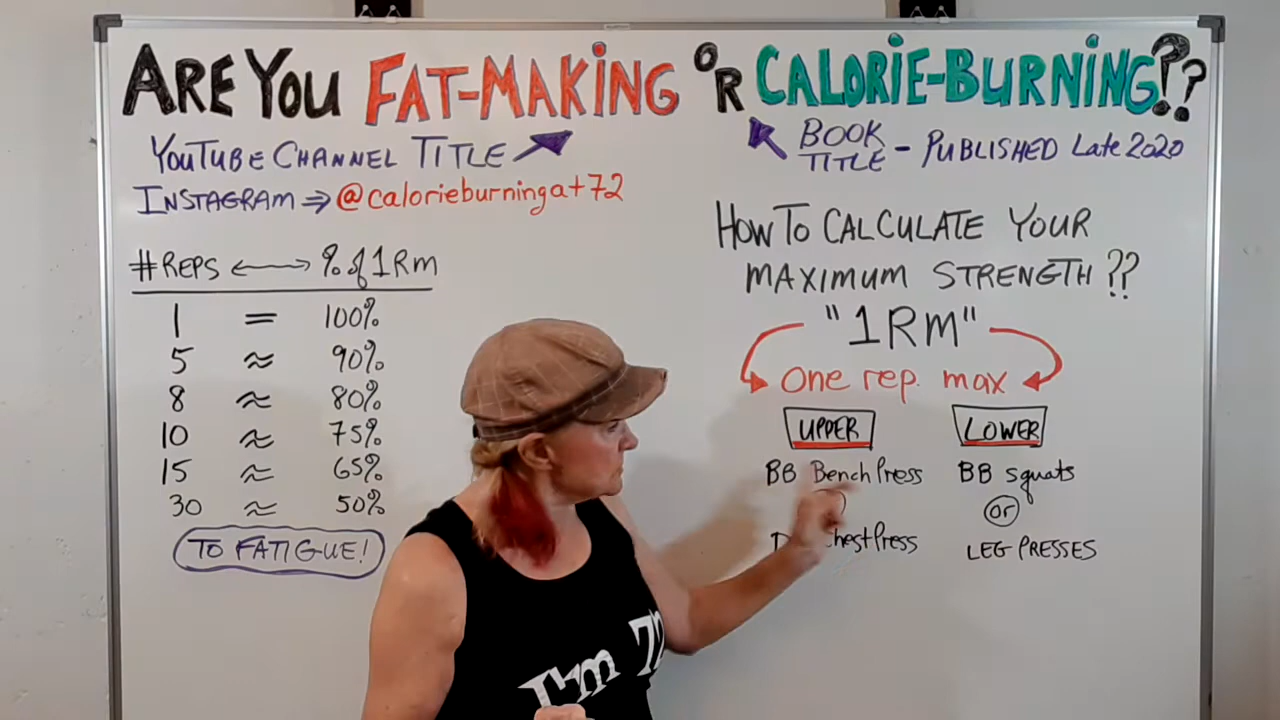 ARE YOU FAT-MAKING OR CALORIE-BURNING??
YOUTUBE CHANNEL TITLE
INSTAGRAM ⇒ @calorieburningat72
BOOK TITLE - PUBLISHED Late 2020
#REPS ⟷ % of 1RM
1 = 100%
5 ≈ 90%
8 ≈ 80%
10 ≈ 75%
15 ≈ 65%
30 ≈ 50%
TO FATIGUE!
HOW TO CALCULATE YOUR
MAXIMUM STRENGTH??
"1RM"
One rep. max
UPPER
BB Bench Press
Press
LOWER
BB squats
or
LEG PRESSES
I'm 72